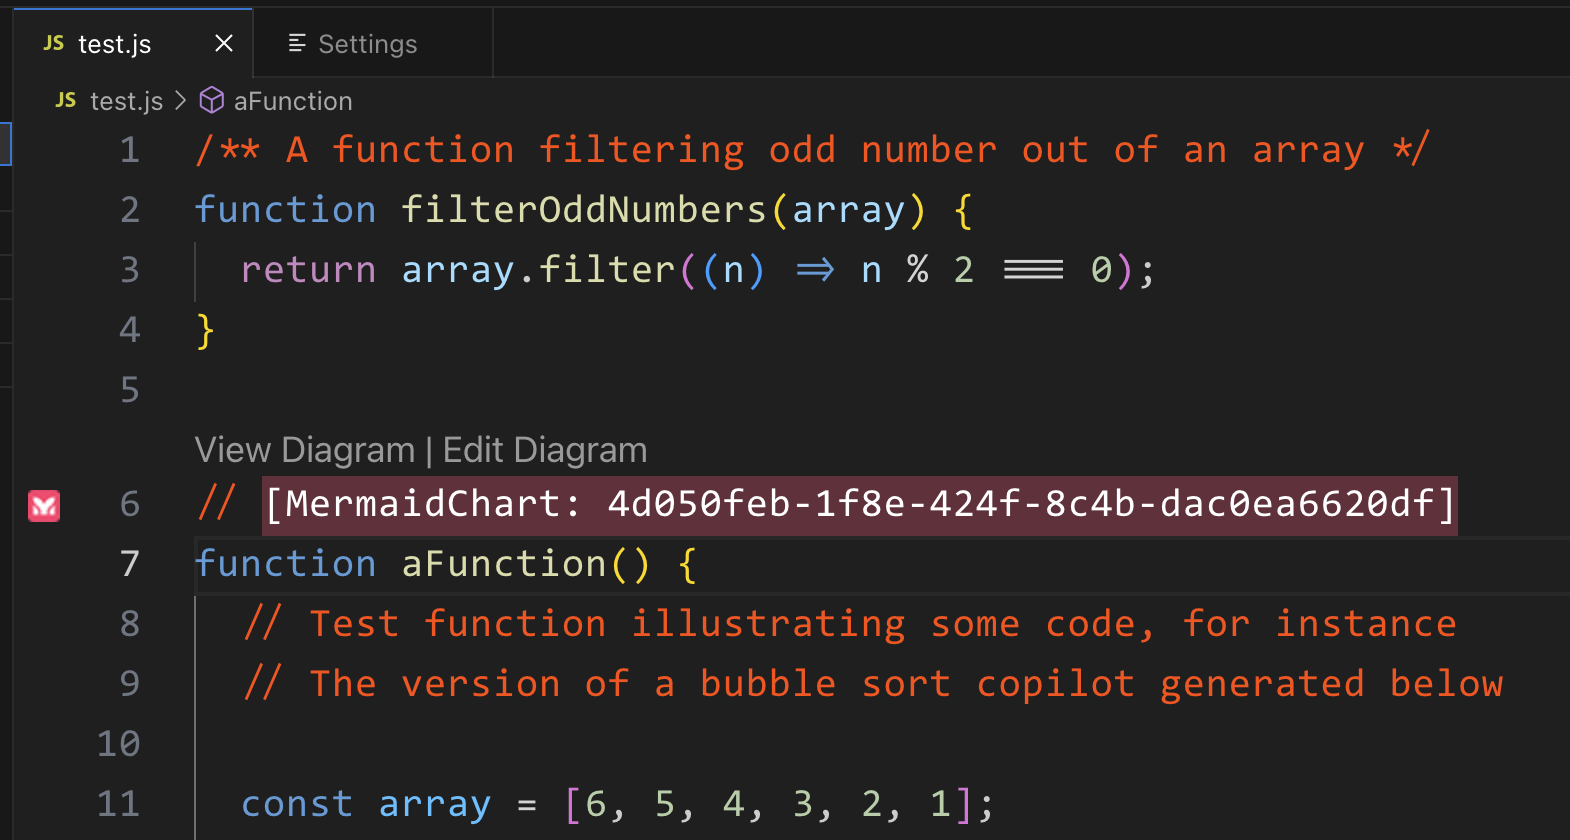 JS test.js × Settings
JS test.js > aFunction
1 /** A function filtering odd number out of an array */
2 function filterOddNumbers(array) {
3 return array.filter((n) => n % 2 === 0);
4 }
5
View Diagram | Edit Diagram
6 // [MermaidChart: 4d050feb-1f8e-424f-8c4b-dac0ea6620df]
7 function aFunction() {
8 // Test function illustrating some code, for instance
9 // The version of a bubble sort copilot generated below
10
11 const array = [6, 5, 4, 3, 2, 1];